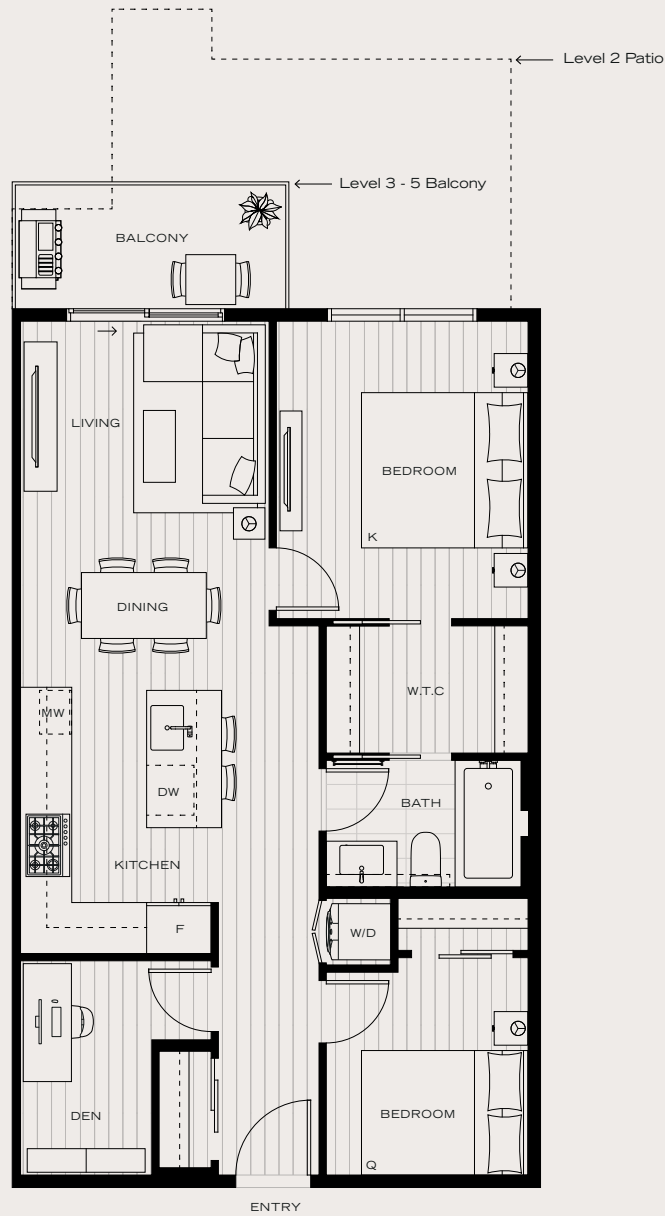 Level 2 Patio
Level 3 - 5 Balcony
BALCONY
LIVING
BEDROOM
K
DINING
W.T.C
MW
DW
BATH
KITCHEN
F
W/D
DEN
BEDROOM
Q
ENTRY